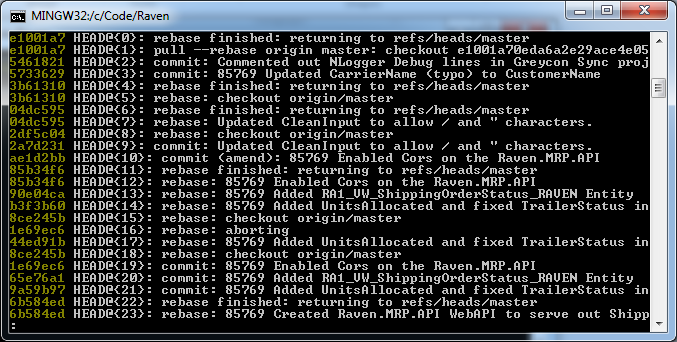 MINGW32:/c/Code/Raven
e1001a7 HEAD@{0}: rebase finished: returning to refs/heads/master
e1001a7 HEAD@{1}: pull --rebase origin master: checkout e1001a70eda6a2e29ace4e05
5461821 HEAD@{2}: commit: Commented out NLogger Debug lines in Greycon Sync proj
5733629 HEAD@{3}: commit: 85769 Updated CarrierName (typo) to CustomerName
3b61310 HEAD@{4}: rebase finished: returning to refs/heads/master
3b61310 HEAD@{5}: rebase: checkout origin/master
04dc595 HEAD@{6}: rebase finished: returning to refs/heads/master
04dc595 HEAD@{7}: rebase: Updated CleanInput to allow / and " characters.
2df5c04 HEAD@{8}: rebase: checkout origin/master
2a7d231 HEAD@{9}: commit: Updated CleanInput to allow / and " characters.
ae1d2bb HEAD@{10}: commit (amend): 85769 Enabled Cors on the Raven.MRP.API
85b34f6 HEAD@{11}: rebase finished: returning to refs/heads/master
85b34f6 HEAD@{12}: rebase: 85769 Enabled Cors on the Raven.MRP.API
90e04ca HEAD@{13}: rebase: 85769 Added RA1_VW_ShippingOrderStatus_RAVEN Entity
b3f3b60 HEAD@{14}: rebase: 85769 Added UnitsAllocated and fixed TrailerStatus in
8ce245b HEAD@{15}: rebase: checkout origin/master
1e69ec6 HEAD@{16}: rebase: aborting
44ed91b HEAD@{17}: rebase: 85769 Added UnitsAllocated and fixed TrailerStatus in
8ce245b HEAD@{18}: rebase: checkout origin/master
1e69ec6 HEAD@{19}: commit: 85769 Enabled Cors on the Raven.MRP.API
65e76a1 HEAD@{20}: commit: 85769 Added RA1_VW_ShippingOrderStatus_RAVEN Entity
9a59b97 HEAD@{21}: commit: 85769 Added UnitsAllocated and fixed TrailerStatus in
6b584ed HEAD@{22}: rebase finished: returning to refs/heads/master
6b584ed HEAD@{23}: rebase: 85769 Created Raven.MRP.API WebAPI to serve out Shipp
: